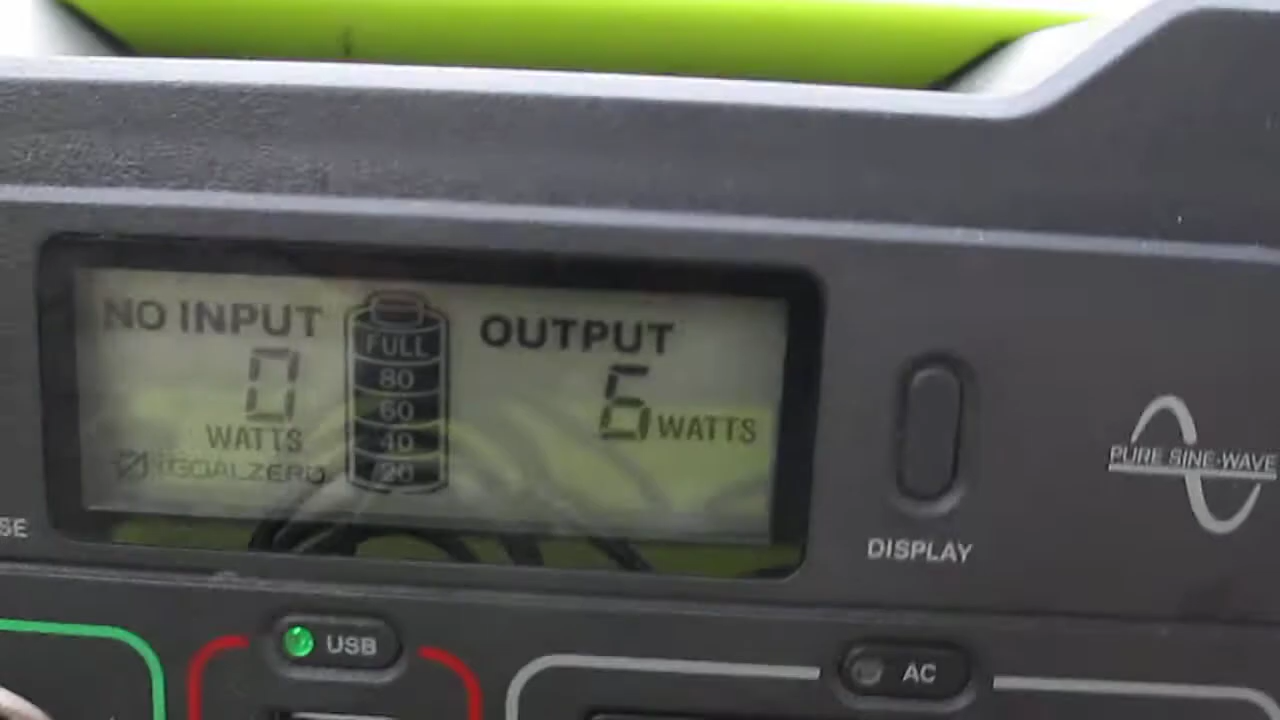 NO INPUT
0
WATTS
GOALZERO
FULL
80
60
40
20
OUTPUT
6 WATTS
SE
DISPLAY
PURE SINE-WAVE
USB
AC